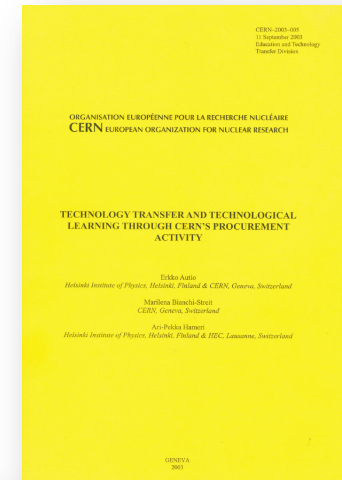 CERN–2003–005
11 September 2003
Education and Technology
Transfer Division
ORGANISATION EUROPÉENNE POUR LA RECHERCHE NUCLÉAIRE
CERN EUROPEAN ORGANIZATION FOR NUCLEAR RESEARCH
TECHNOLOGY TRANSFER AND TECHNOLOGICAL
LEARNING THROUGH CERN'S PROCUREMENT
ACTIVITY
Erkko Autio
Helsinki Institute of Physics, Helsinki, Finland & CERN, Geneva, Switzerland
Marilena Bianchi-Streit
CERN, Geneva, Switzerland
Ari-Pekka Hameri
Helsinki Institute of Physics, Helsinki, Finland & HEC, Lausanne, Switzerland
GENEVA
2003